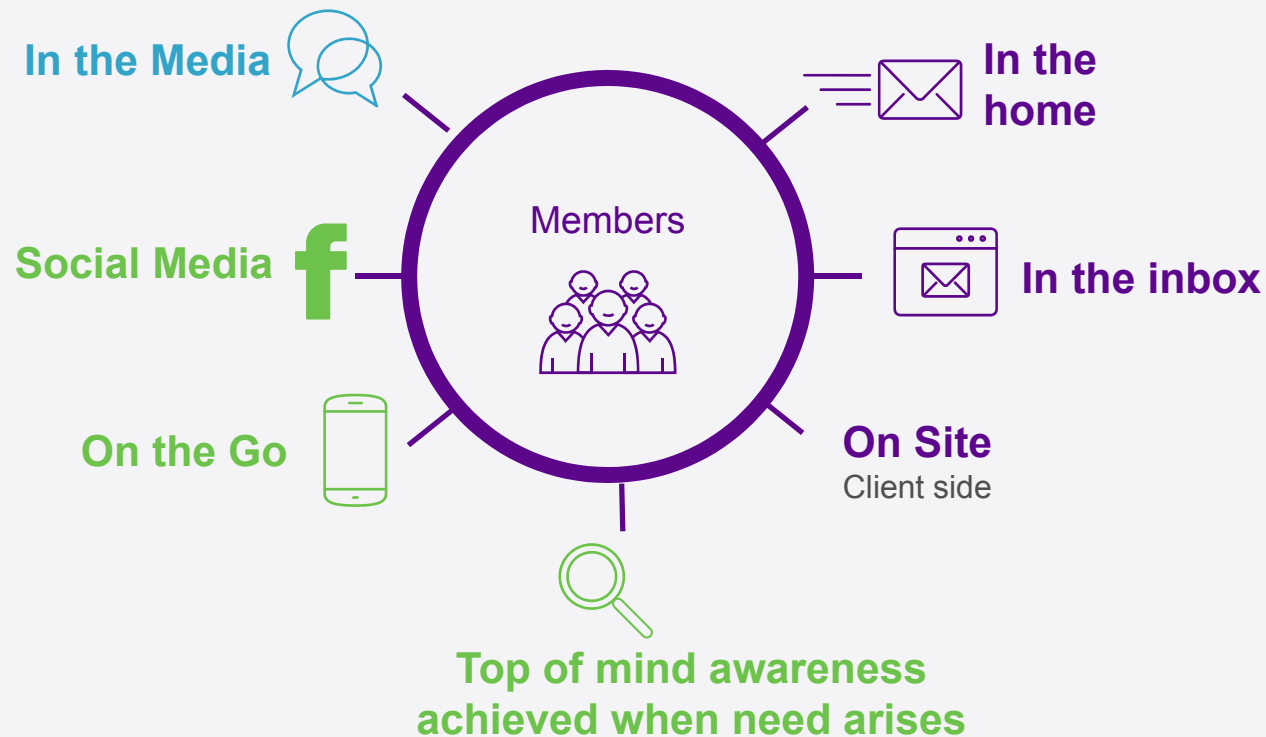 In the Media
In the
home
Members
Social Media
In the inbox
On the Go
On Site
Client side
Top of mind awareness
achieved when need arises